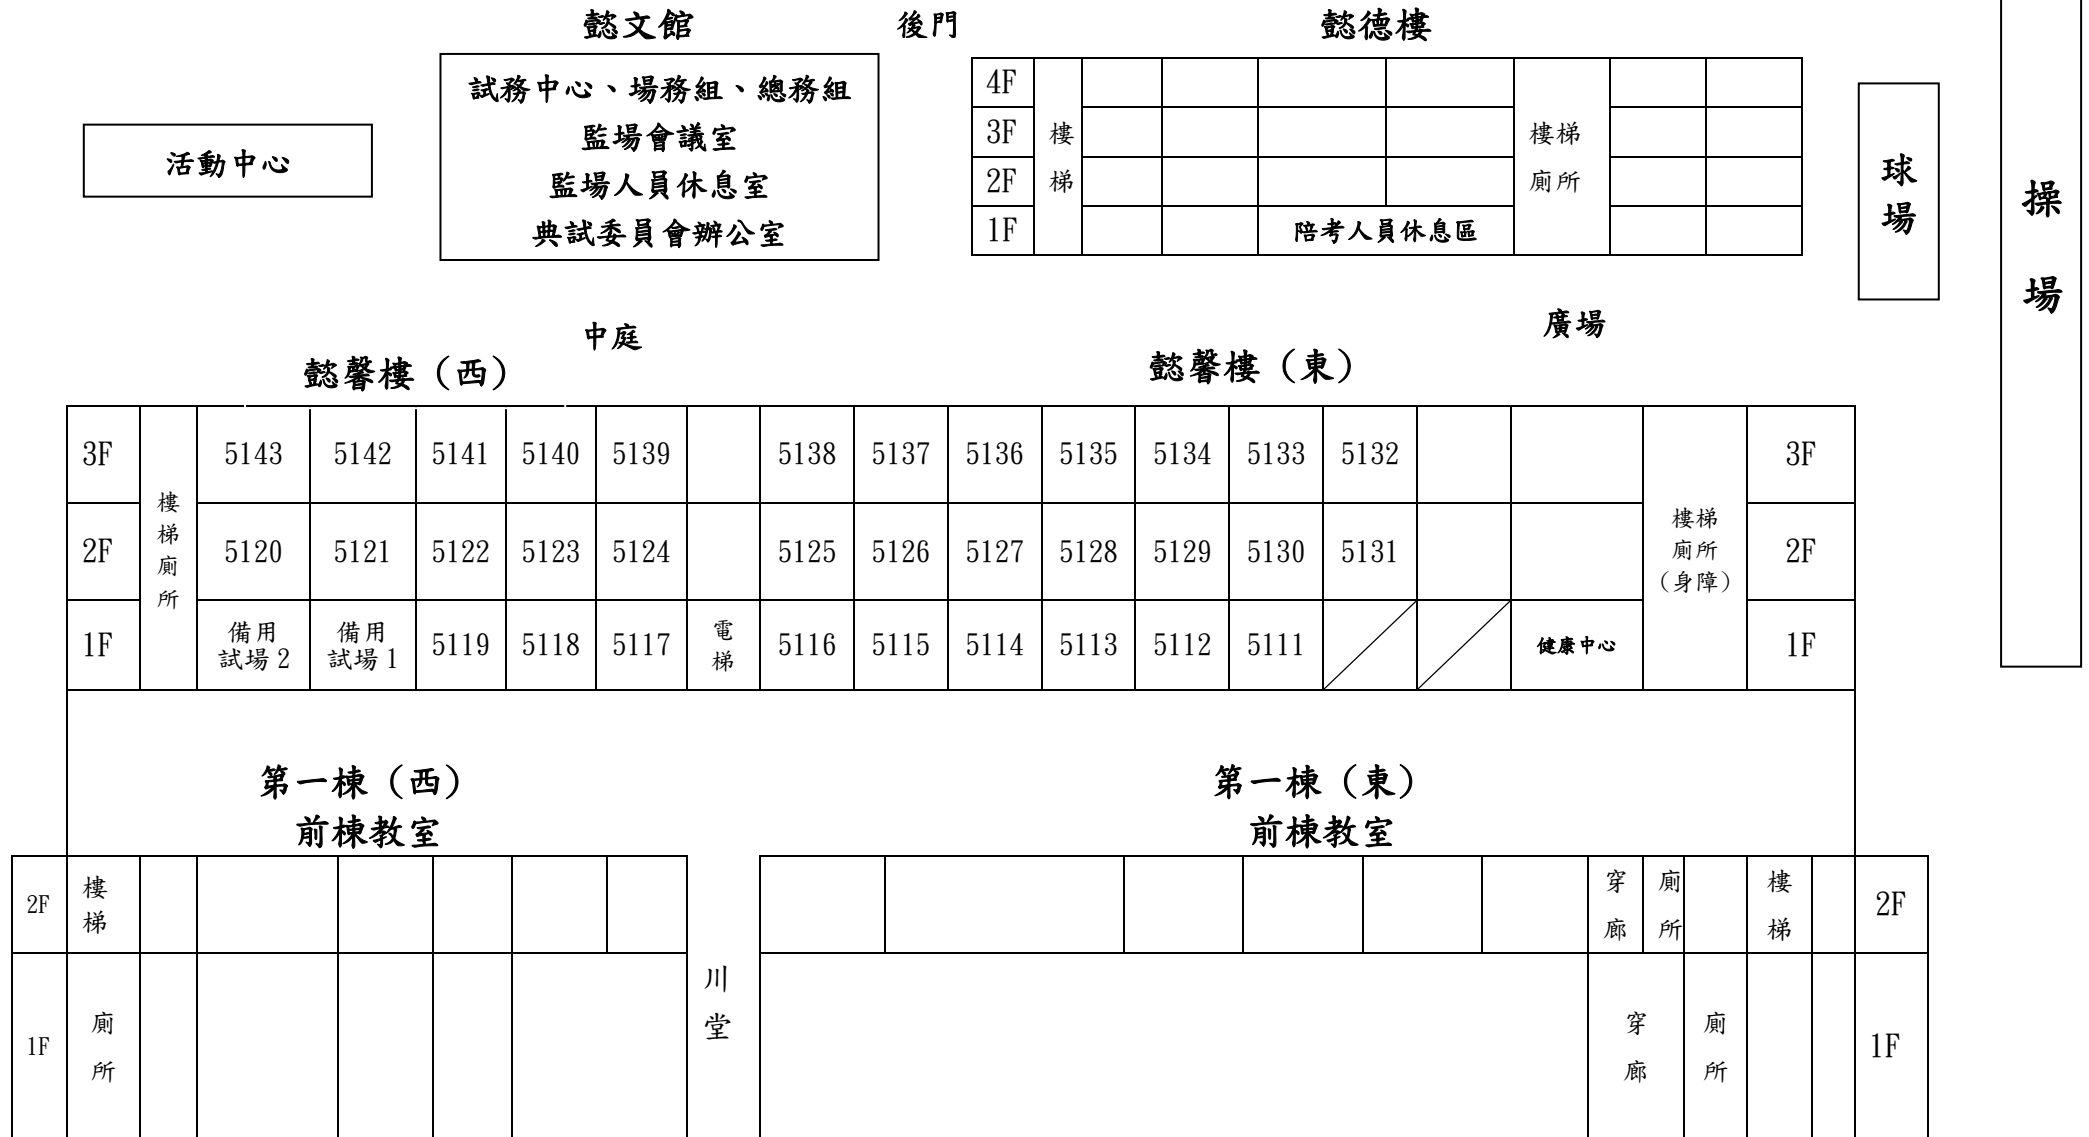 懿文館
後門
懿德樓
試務中心、場務組、總務組
監場會議室
監場人員休息室
典試委員會辦公室
活動中心
4F
3F
2F
1F
樓梯
樓梯
廁所
陪考人員休息區
球場
操場
中庭
廣場
懿馨樓（西）
懿馨樓（東）
3F 5143 5142 5141 5140 5139 5138 5137 5136 5135 5134 5133 5132 3F
樓梯廁所
樓梯
廁所
（身障）
2F 5120 5121 5122 5123 5124 5125 5126 5127 5128 5129 5130 5131 2F
1F 備用試場2 備用試場1 5119 5118 5117 電梯 5116 5115 5114 5113 5112 5111 健康中心 1F
第一棟（西）
前棟教室
第一棟（東）
前棟教室
2F 樓梯 穿廊 廁所 樓梯 2F
川堂
1F 廁所 穿廊 廁所 1F